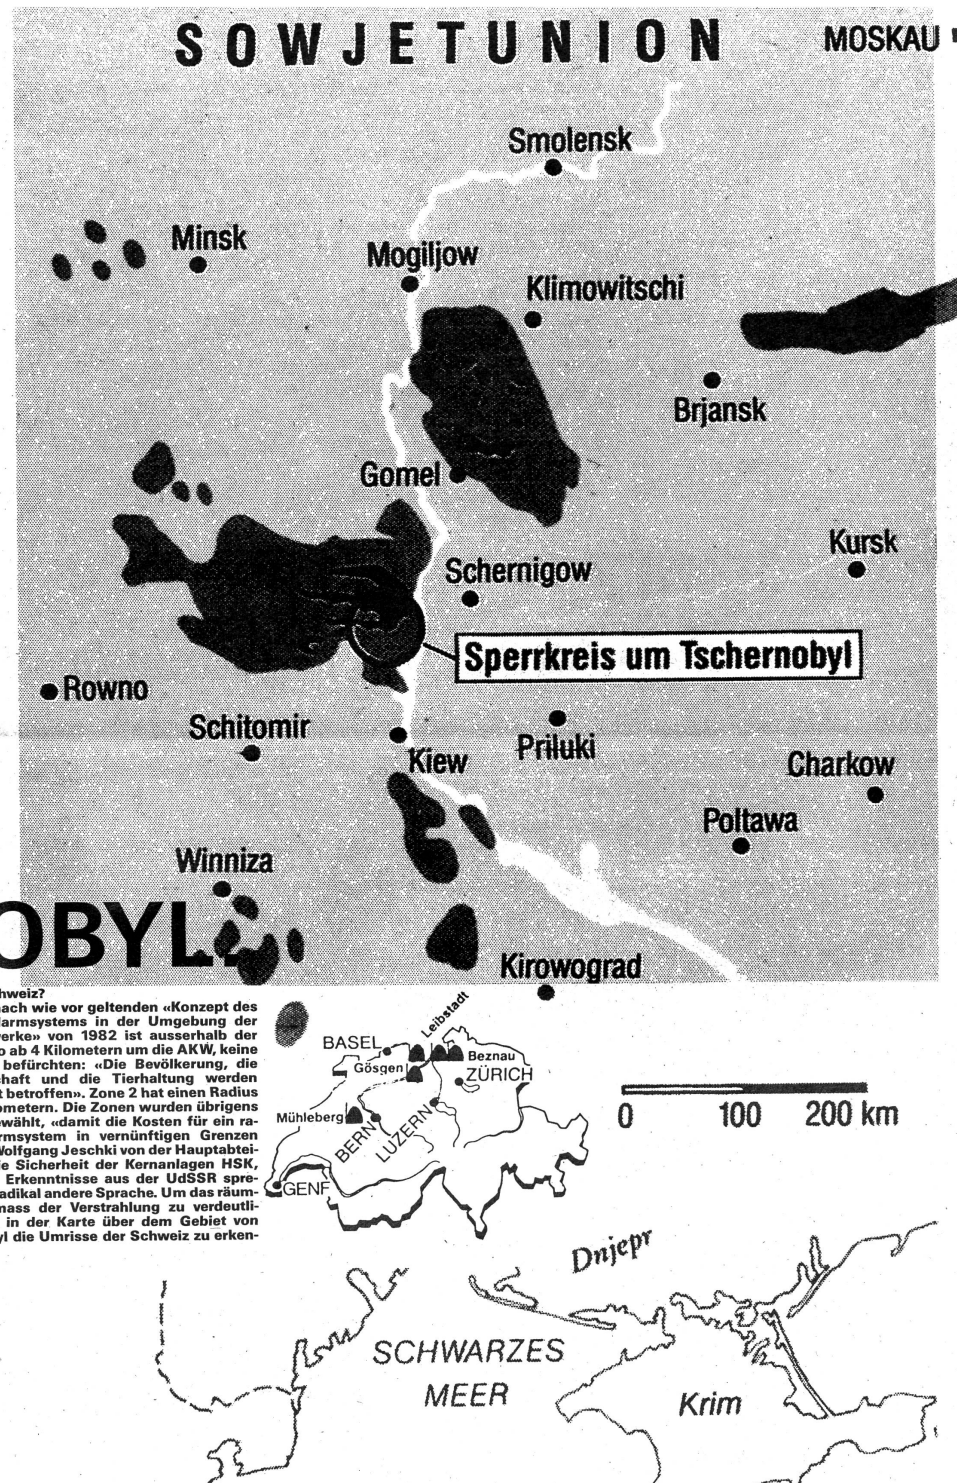 SOWJETUNION
MOSKAU
Smolensk
Minsk
Mogiljow
Klimowitschi
Brjansk
Gomel
Kursk
Schernigow
Sperrkreis um Tschernobyl
Rowno
Schitomir
Kiew
Priluki
Charkow
Poltawa
Winniza
OBYL
Kirowograd
hweiz?
nach wie vor geltenden «Konzept des
larmsystems in der Umgebung der
werke» von 1982 ist ausserhalb der
o ab 4 Kilometern um die AKW, keine
befürchten: «Die Bevölkerung, die
chaft und die Tierhaltung werden
t betroffen». Zone 2 hat einen Radius
ometern. Die Zonen wurden übrigens
ewählt, «damit die Kosten für ein ra-
rmsystem in vernünftigen Grenzen
Wolfgang Jeschki von der Hauptabtei-
e Sicherheit der Kernanlagen HSK,
Erkenntnisse aus der UdSSR spre-
adikal andere Sprache. Um das räum-
mass der Verstrahlung zu verdeutli-
in der Karte über dem Gebiet von
yl die Umrisse der Schweiz zu erken-
Leibstadt
BASEL
Gösgen
Beznau
ZÜRICH
Mühleberg
BERN
LUZERN
GENF
0 100 200 km
Dnjepr
SCHWARZES
MEER
Krim